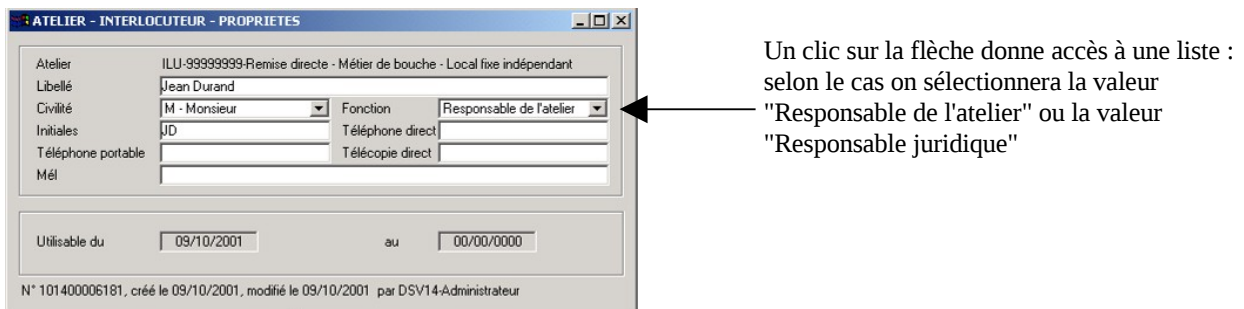 ATELIER - INTERLOCUTEUR - PROPRIETES
Atelier ILU-99999999-Remise directe - Métier de bouche - Local fixe indépendant
Libellé Jean Durand
Civilité M - Monsieur Fonction Responsable de l'atelier
Initiales JD Téléphone direct
Téléphone portable Télécopie direct
Mél
Utilisable du 09/10/2001 au 00/00/0000
N° 101400006181, créé le 09/10/2001, modifié le 09/10/2001 par DSV14-Administrateur
Un clic sur la flèche donne accès à une liste :
selon le cas on sélectionnera la valeur
"Responsable de l'atelier" ou la valeur
"Responsable juridique"